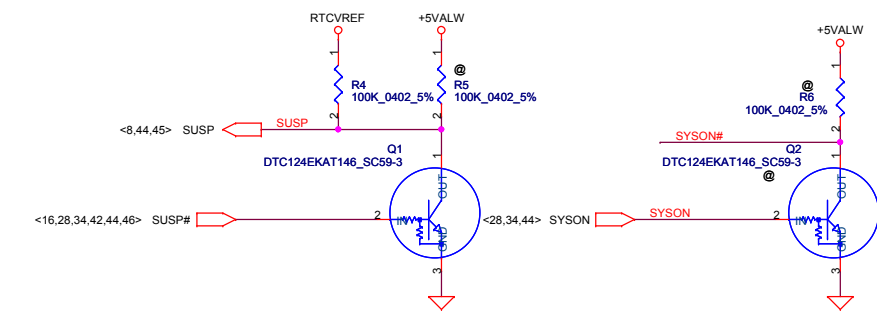 RTCVREF
+5VALW
+5VALW
1
1
1
@
@
R4
100K_0402_5%
R5
100K_0402_5%
R6
100K_0402_5%
2
2
2
<8,44,45> SUSP
SUSP
SYSON#
Q1
DTC124EKAT146_SC59-3
1
Q2
DTC124EKAT146_SC59-3
@
1
OUT
OUT
<16,28,34,42,44,46> SUSP#
2
IN
<28,34,44> SYSON
SYSON
2
IN
GND
GND
3
3